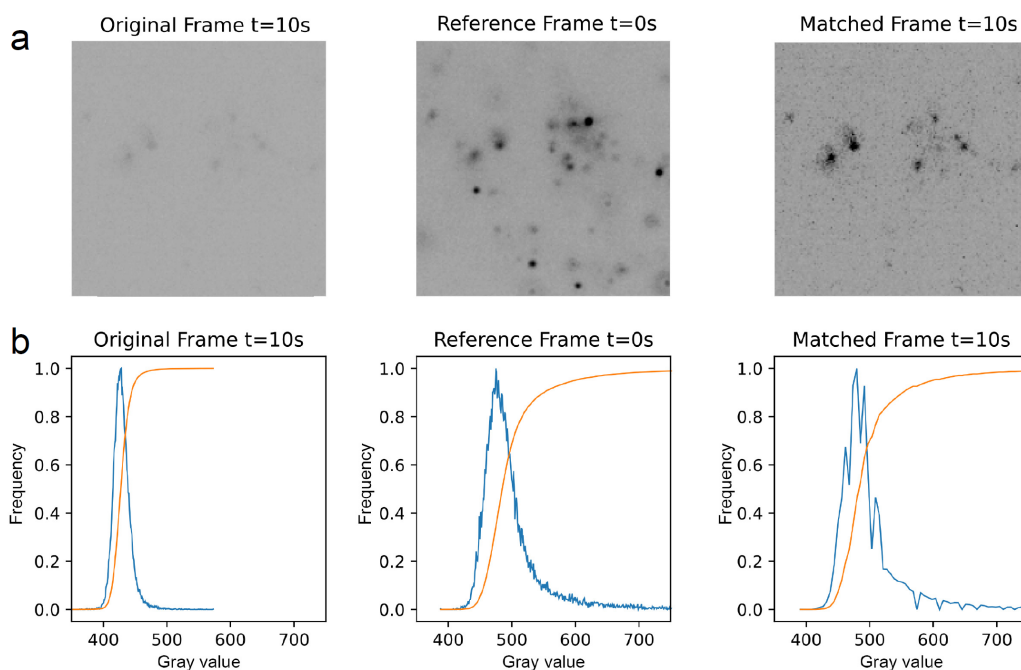 a
Original Frame t=10s
Reference Frame t=0s
Matched Frame t=10s
b
Original Frame t=10s
Reference Frame t=0s
Matched Frame t=10s
Frequency
1.0
0.8
0.6
0.4
0.2
0.0
400 500 600 700
Gray value
Frequency
1.0
0.8
0.6
0.4
0.2
0.0
400 500 600 700
Gray value
Frequency
1.0
0.8
0.6
0.4
0.2
0.0
400 500 600 700
Gray value